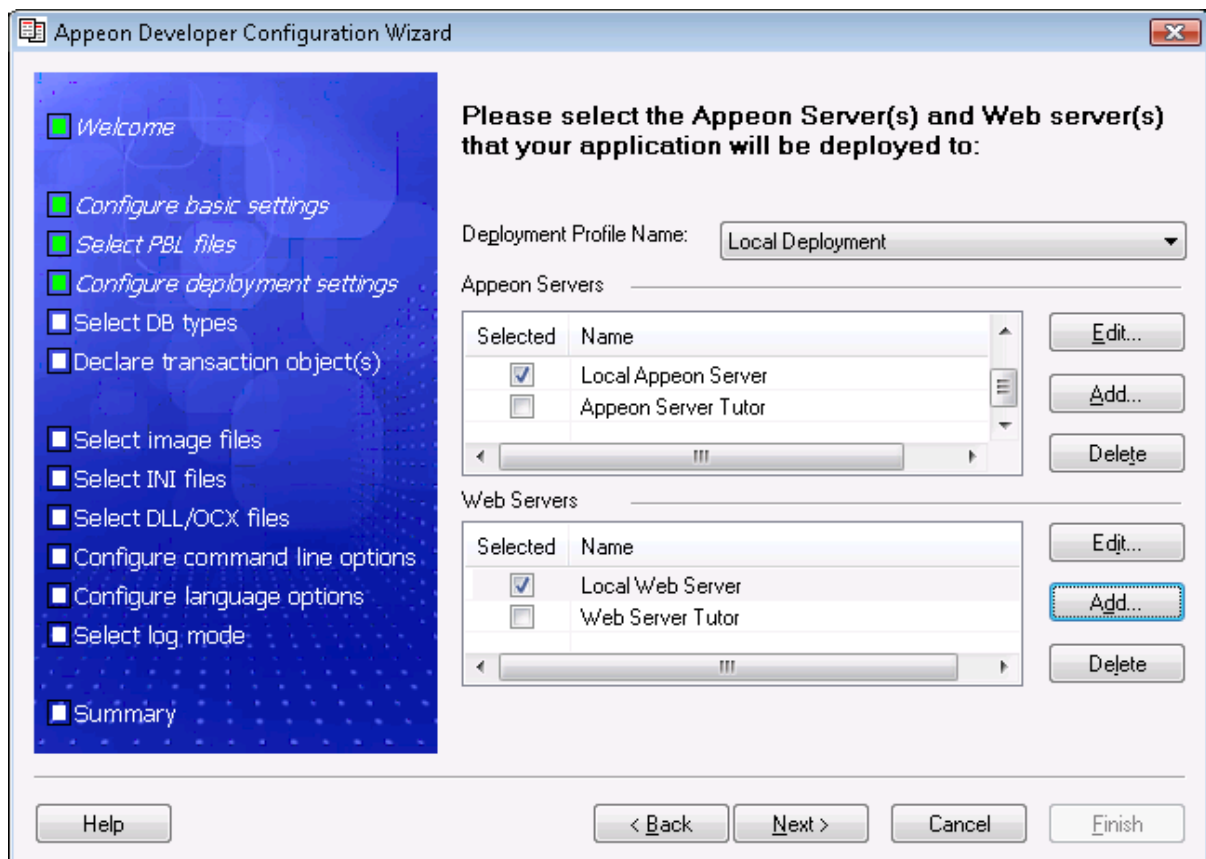 Appeon Developer Configuration Wizard
Welcome
Configure basic settings
Select PBL files
Configure deployment settings
Select DB types
Declare transaction object(s)
Select image files
Select INI files
Select DLL/OCX files
Configure command line options
Configure language options
Select log mode
Summary
Please select the Appeon Server(s) and Web server(s)
that your application will be deployed to:
Deployment Profile Name: Local Deployment
Appeon Servers
Selected Name
Local Appeon Server
Appeon Server Tutor
Edit...
Add...
Delete
Web Servers
Selected Name
Local Web Server
Web Server Tutor
Edit...
Add...
Delete
Help < Back Next > Cancel Finish